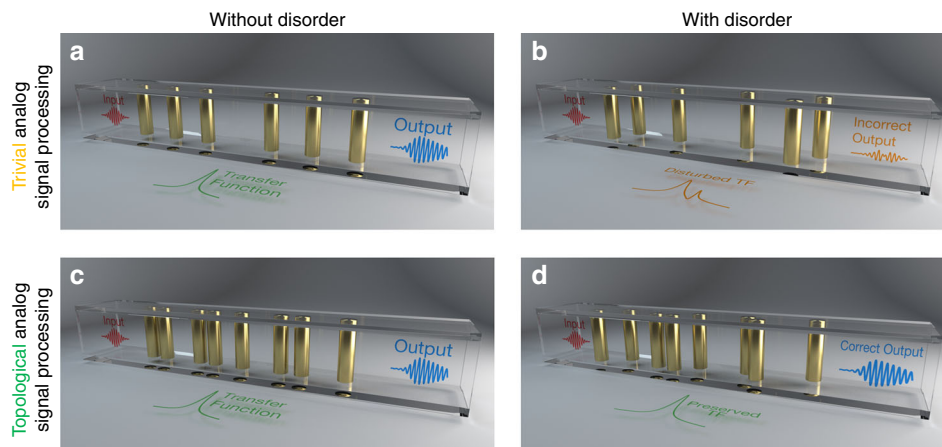 Without disorder
With disorder
Trivial analog
signal processing
a
Input
Output
Transfer
Function
b
Input
Incorrect
Output
Disturbed TF
Topological analog
signal processing
c
Input
Output
Transfer
Function
d
Input
Correct Output
Preserved
TF